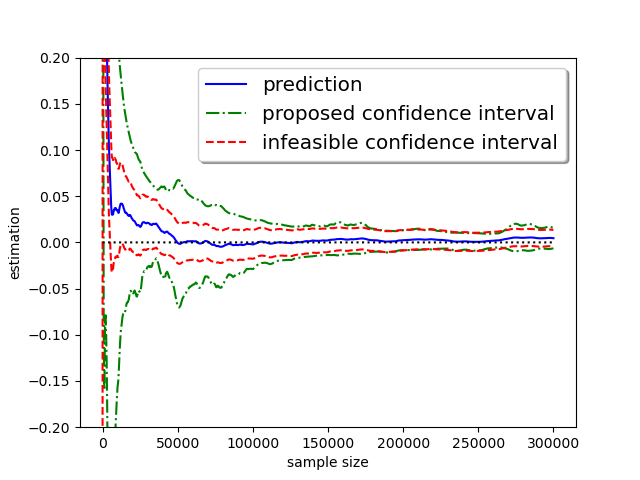 prediction
proposed confidence interval
infeasible confidence interval
estimation
0.20
0.15
0.10
0.05
0.00
−0.05
−0.10
−0.15
−0.20
0 50000 100000 150000 200000 250000 300000
sample size